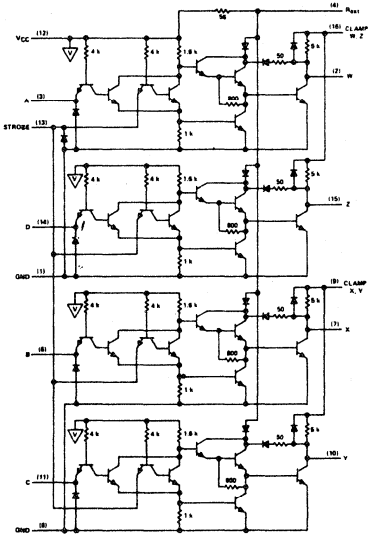 (4) Rext
56
(16) CLAMP
W, Z
VCC (12)
V
4 k
4 k
1.6 k
50
5 k
(2) W
A (3)
800
STROBE (13)
1 k
V
4 k
4 k
1.6 k
50
5 k
(15) Z
D (14)
800
1 k
GND (1)
(9) CLAMP
X, Y
V
4 k
4 k
1.6 k
50
5 k
(7) X
B (6)
800
1 k
V
4 k
4 k
1.6 k
50
5 k
(10) Y
C (11)
800
1 k
GND (8)